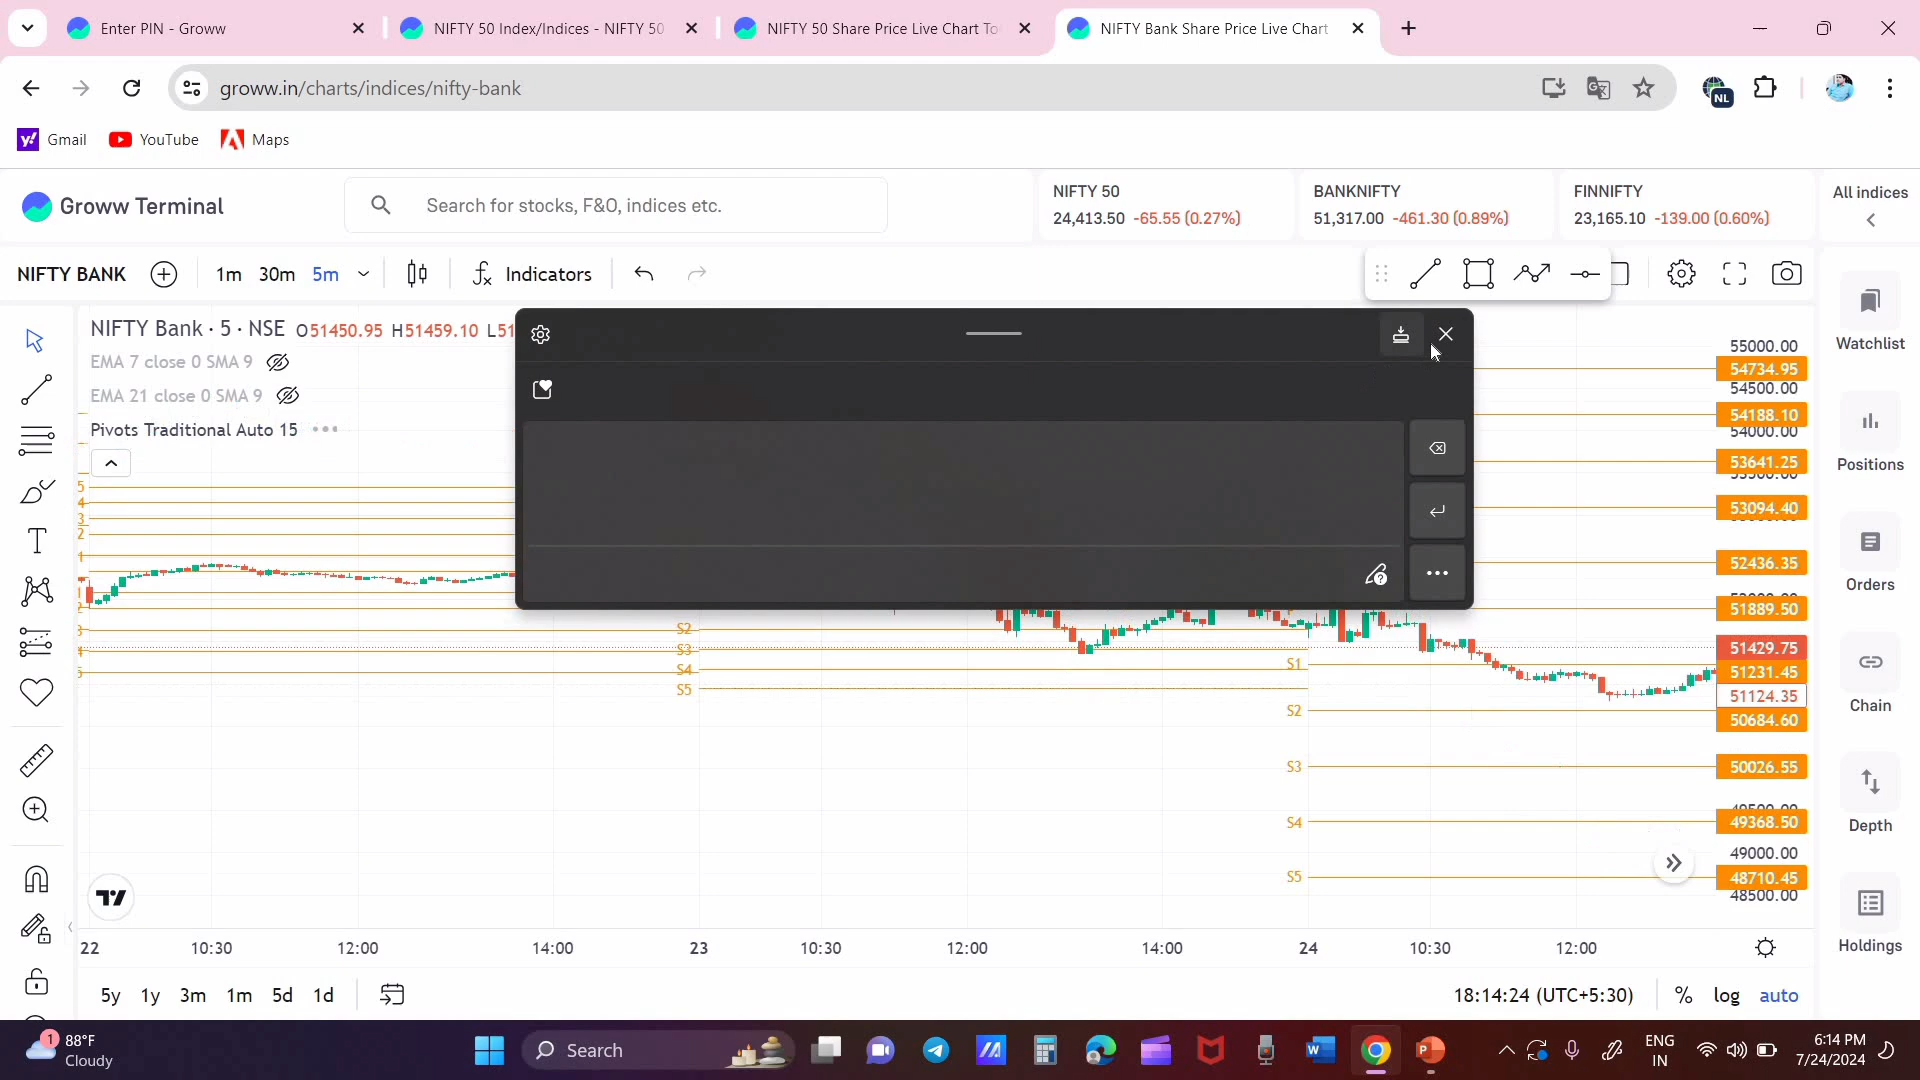 Enter PIN - Groww
NIFTY 50 Index/Indices - NIFTY 50
NIFTY 50 Share Price Live Chart To
NIFTY Bank Share Price Live Chart
groww.in/charts/indices/nifty-bank
NL
Gmail
YouTube
Maps
Groww Terminal
Search for stocks, F&O, indices etc.
NIFTY 50
24,413.50 -65.55 (0.27%)
BANKNIFTY
51,317.00 -461.30 (0.89%)
FINNIFTY
23,165.10 -139.00 (0.60%)
All indices
NIFTY BANK
1m 30m 5m
Indicators
NIFTY Bank · 5 · NSE O51450.95 H51459.10 L51
EMA 7 close 0 SMA 9
EMA 21 close 0 SMA 9
Pivots Traditional Auto 15
S2
S3
S4
S5
S1
S2
S3
S4
S5
55000.00
54734.95
54500.00
54188.10
54000.00
53641.25
53094.40
52436.35
51889.50
51429.75
51231.45
51124.35
50684.60
50026.55
49368.50
49000.00
48710.45
48500.00
Watchlist
Positions
Orders
Chain
Depth
Holdings
22 10:30 12:00 14:00 23 10:30 12:00 14:00 24 10:30 12:00
5y 1y 3m 1m 5d 1d
18:14:24 (UTC+5:30) % log auto
1
88°F
Cloudy
Search
ENG
IN
6:14 PM
7/24/2024